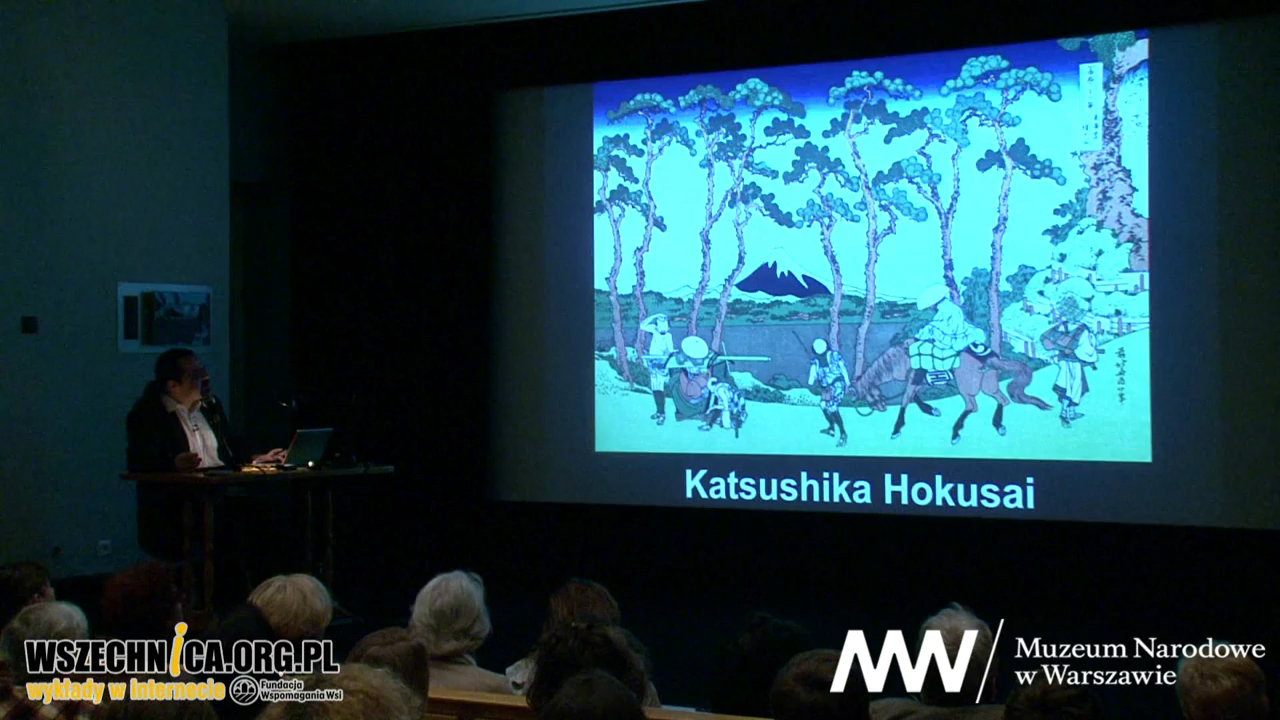 Katsushika Hokusai
WSZECHNiCA.ORG.PL
wykłady w internecie
Fundacja
Wspomagania Wsi
Muzeum Narodowe
w Warszawie